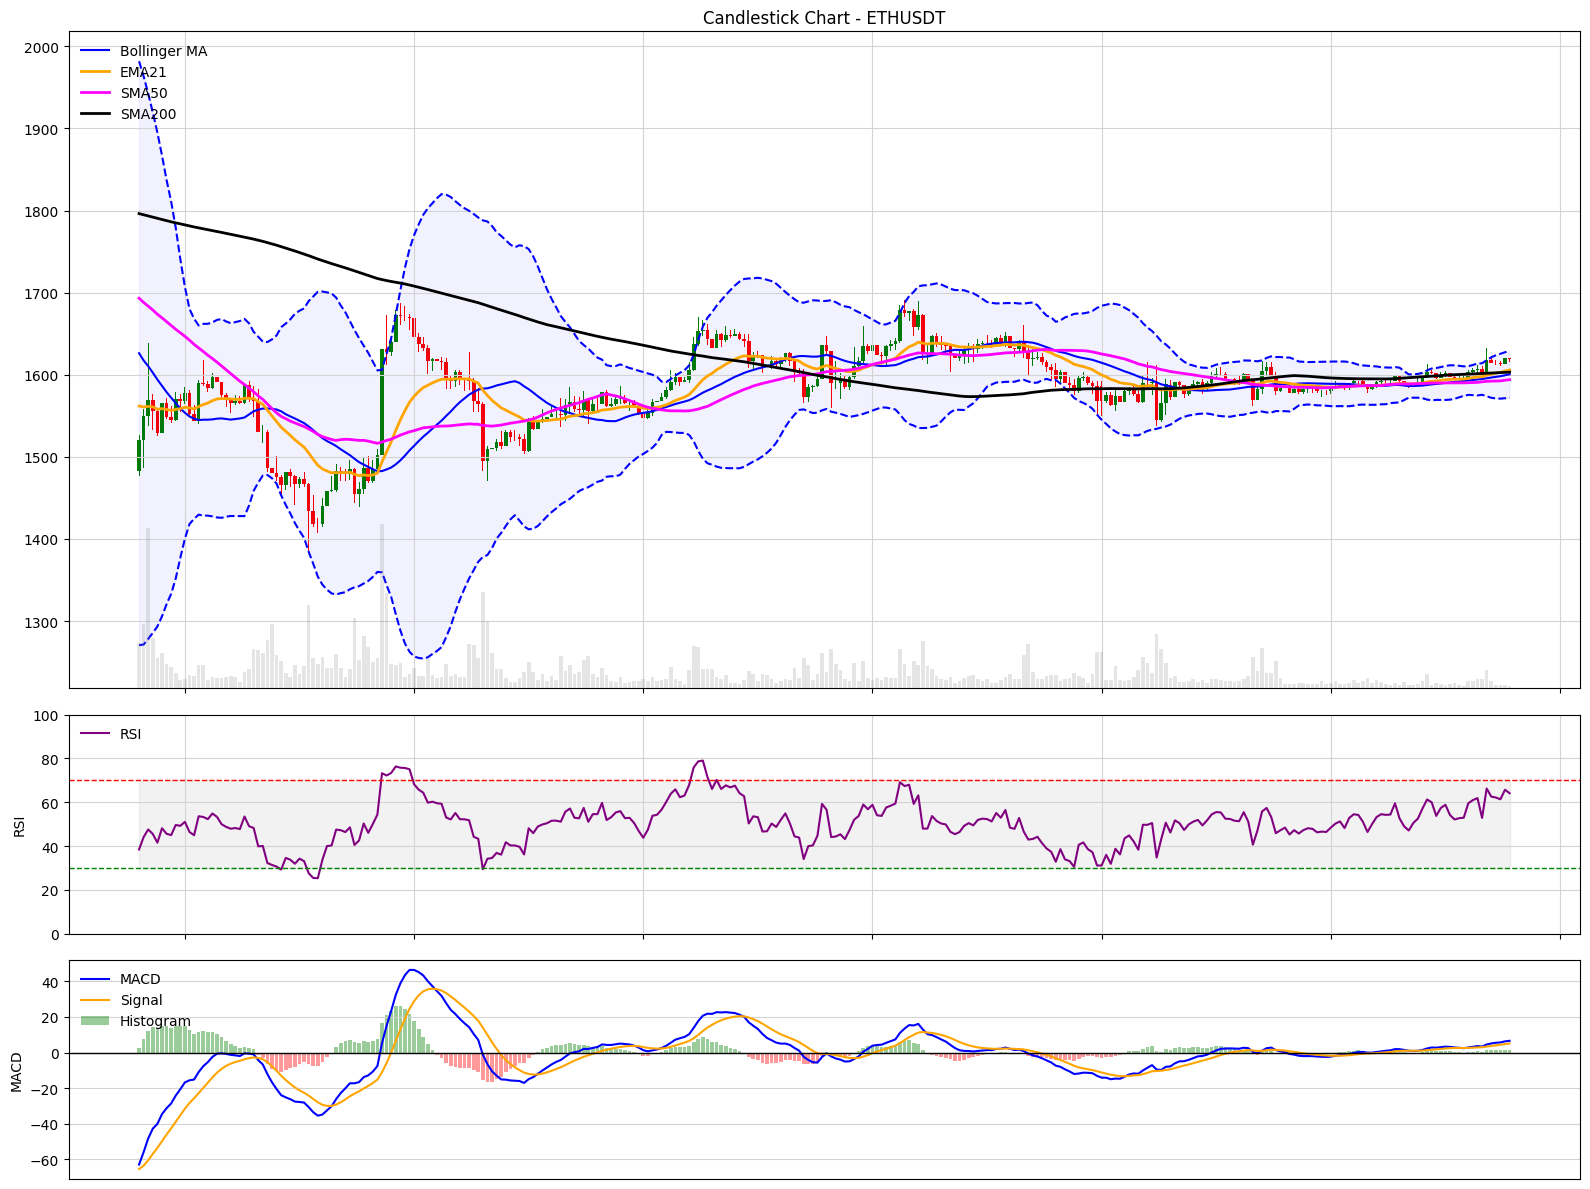 Candlestick Chart - ETHUSDT
2000
1900
1800
1700
1600
1500
1400
1300
Bollinger MA
EMA21
SMA50
SMA200
100
80
60
40
20
0
RSI
RSI
40
20
0
−20
−40
−60
MACD
MACD
Signal
Histogram